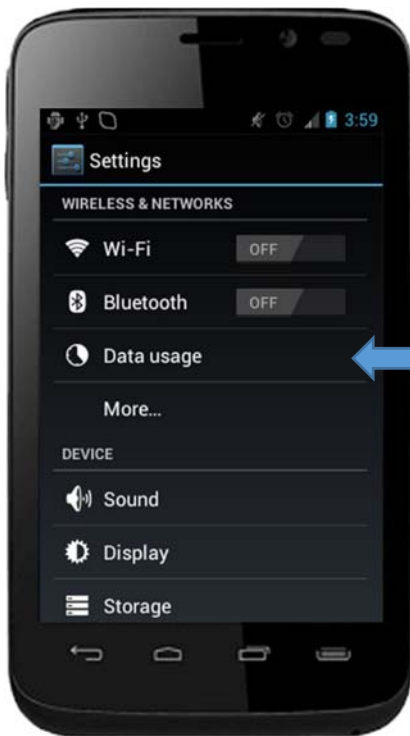 3:59
Settings
WIRELESS & NETWORKS
Wi-Fi OFF
Bluetooth OFF
Data usage
More...
DEVICE
Sound
Display
Storage